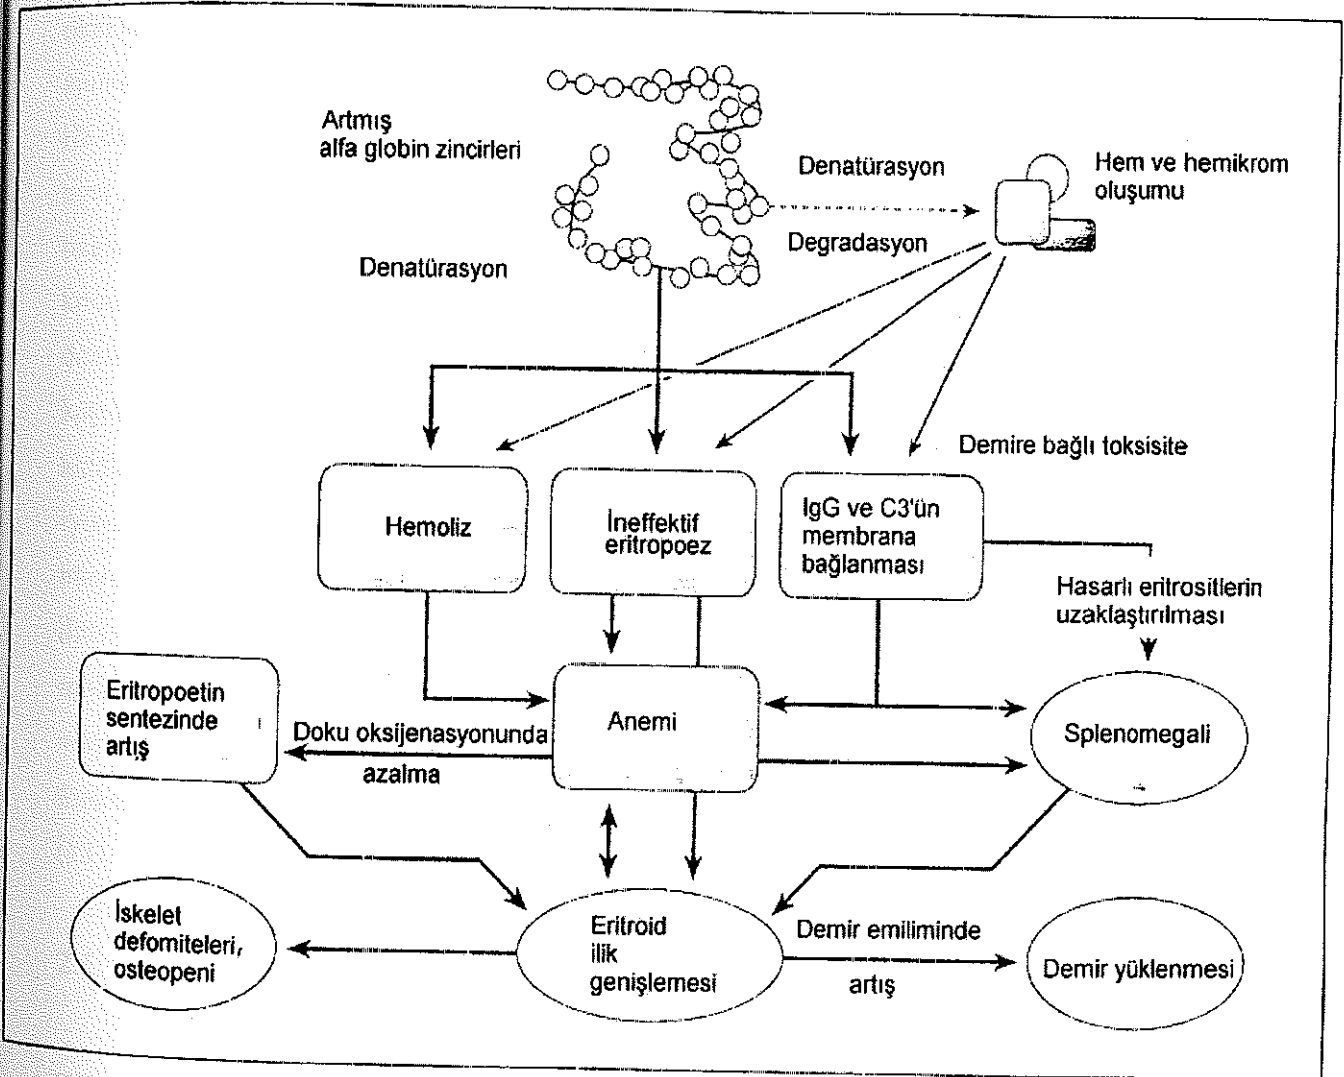 Artmış
alfa globin zincirleri
Denatürasyon
Hem ve hemikrom
oluşumu
Degradasyon
Denatürasyon
Demire bağlı toksisite
Hemoliz
İneffektif
eritropoez
IgG ve C3'ün
membrana
bağlanması
Hasarlı eritrositlerin
uzaklaştırılması
Eritropoetin
sentezinde
artış
Doku oksijenasyonunda
azalma
Anemi
Splenomegali
İskelet
defomiteleri,
osteopeni
Eritroid
ilik
genişlemesi
Demir emiliminde
artış
Demir yüklenmesi